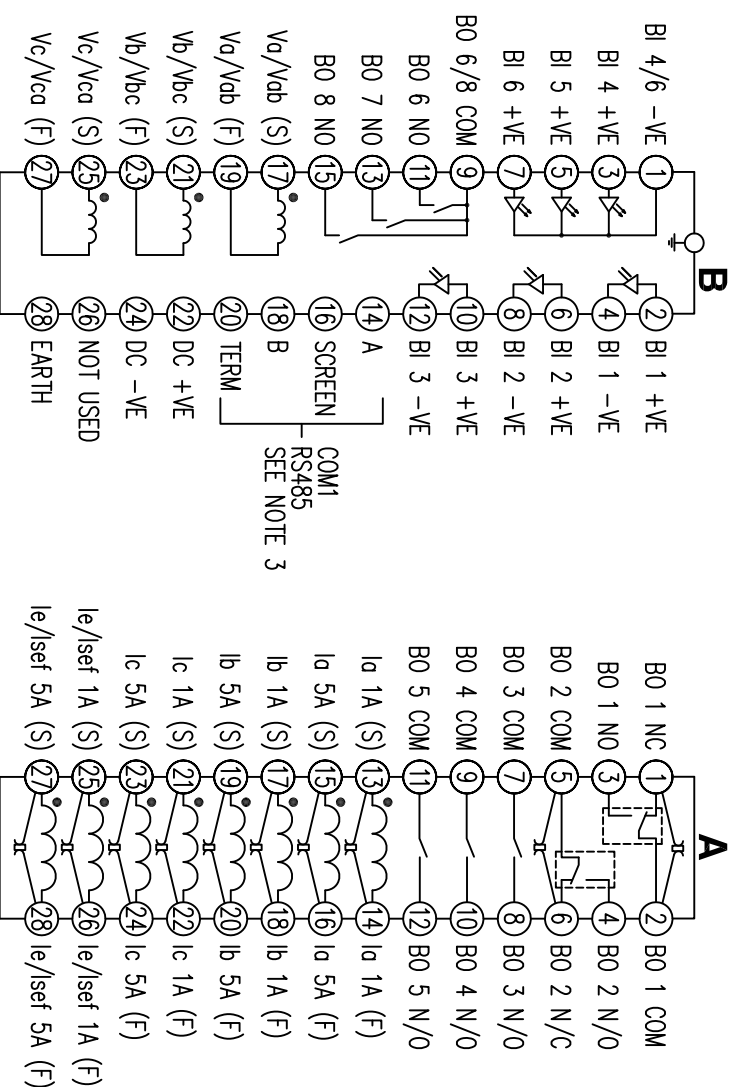 B
BI 4/6 -VE
BI 4 +VE
BI 5 +VE
BI 6 +VE
BO 6/8 COM
BO 6 NO
BO 7 NO
BO 8 NO
Va/Vab (S)
Va/Vab (F)
Vb/Vbc (S)
Vb/Vbc (F)
Vc/Vca (S)
Vc/Vca (F)
1
3
5
7
9
11
13
15
17
19
21
23
25
27
2 BI 1 +VE
4 BI 1 -VE
6 BI 2 +VE
8 BI 2 -VE
10 BI 3 +VE
12 BI 3 -VE
14 A
16 SCREEN
18 B
20 TERM
22 DC +VE
24 DC -VE
26 NOT USED
28 EARTH
COM1
RS485
SEE NOTE 3
A
BO 1 NC
BO 1 NO
BO 2 COM
BO 3 COM
BO 4 COM
BO 5 COM
Ia 1A (S)
Ia 5A (S)
Ib 1A (S)
Ib 5A (S)
Ic 1A (S)
Ic 5A (S)
Ie/Isef 1A (S)
Ie/Isef 5A (S)
1
3
5
7
9
11
13
15
17
19
21
23
25
27
2 BO 1 COM
4 BO 2 N/O
6 BO 2 N/C
8 BO 3 N/O
10 BO 4 N/O
12 BO 5 N/O
14 Ia 1A (F)
16 Ia 5A (F)
18 Ib 1A (F)
20 Ib 5A (F)
22 Ic 1A (F)
24 Ic 5A (F)
26 Ie/Isef 1A (F)
28 Ie/Isef 5A (F)